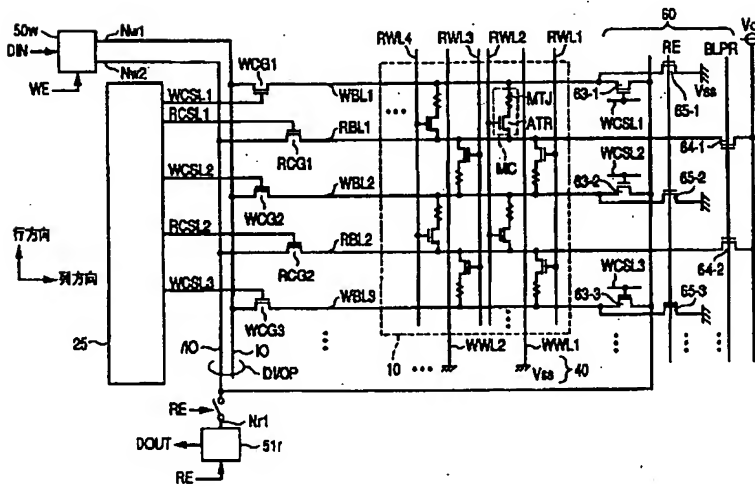 50w
Nw1
DIN
Nw2
WE
WCSL1
RCSL1
WCG1
WBL1
RCG1
RBL1
WCSL2
WCG2
WBL2
RCSL2
RCG2
RBL2
WCSL3
WCG3
WBL3
行方向
列方向
25
/IO
IO
DI/OP
RE
Nr1
DOUT
51r
RE
RWL4
RWL3
RWL2
RWL1
MTJ
ATR
MC
10
WWL2
WWL1
Vss
40
60
RE
BLPR
63-1
65-1
Vss
WCSL1
64-1
WCSL2
63-2
65-2
64-2
WCSL3
63-3
65-3